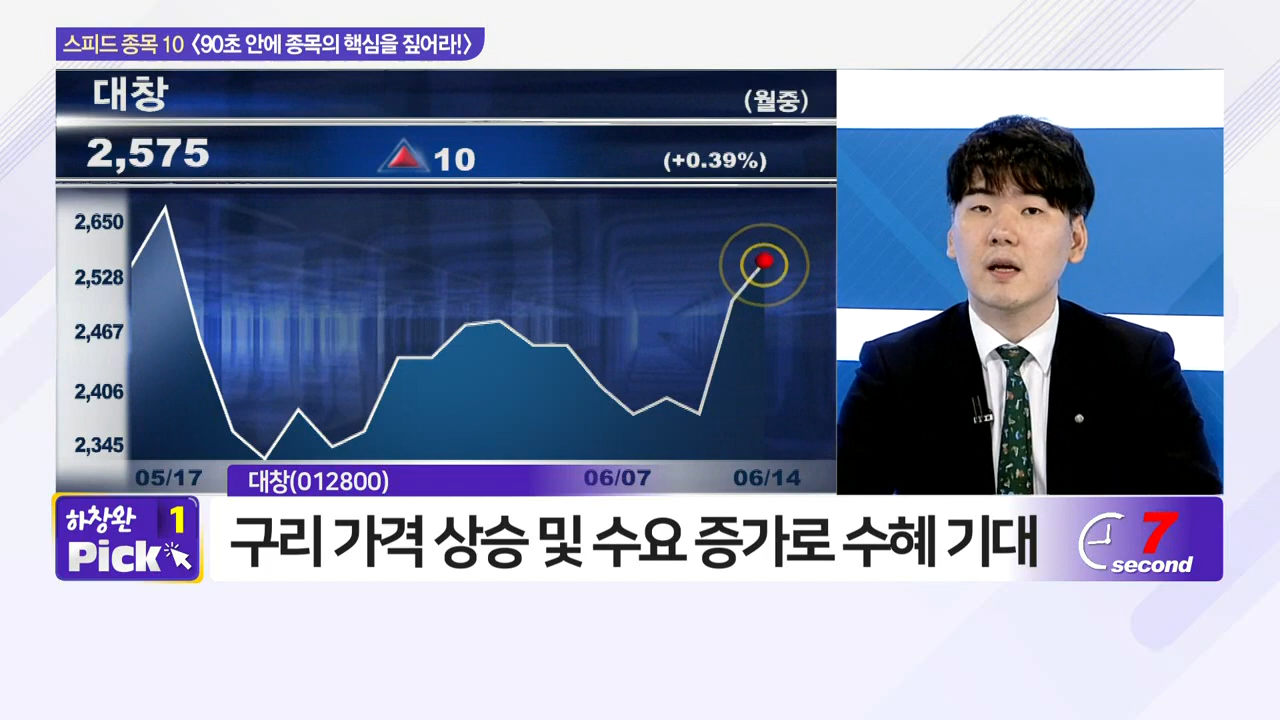 스피드 종목 10 <90초 안에 종목의 핵심을 짚어라!>
대창
(월중)
2,575
10
(+0.39%)
2,650
2,528
2,467
2,406
2,345
05/17
06/07
06/14
대창(012800)
하창완 1
Pick
구리 가격 상승 및 수요 증가로 수혜 기대
7
second